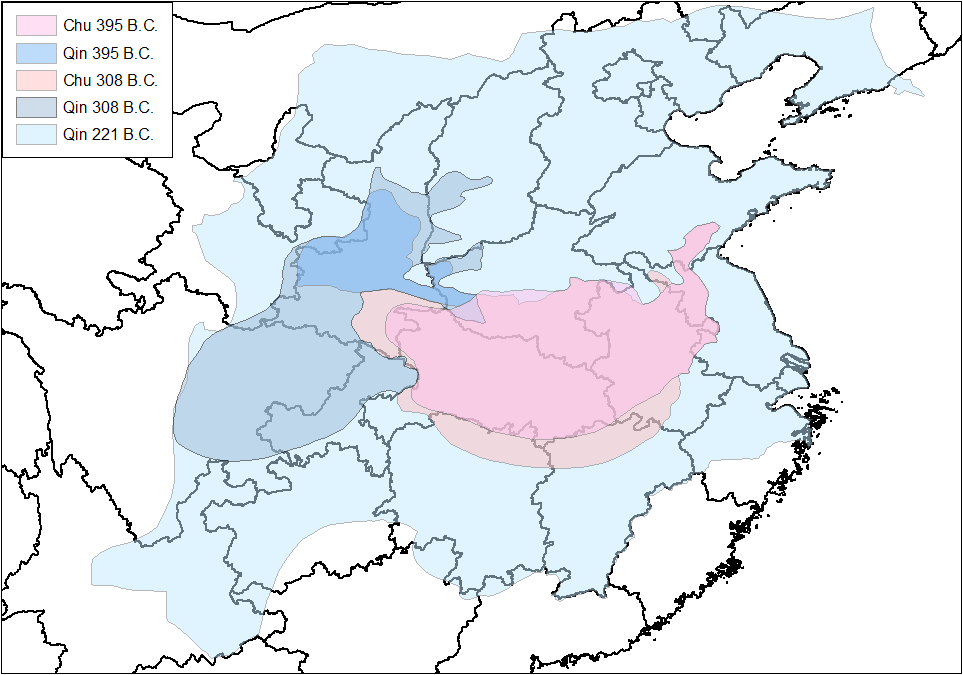 Chu 395 B.C.
Qin 395 B.C.
Chu 308 B.C.
Qin 308 B.C.
Qin 221 B.C.